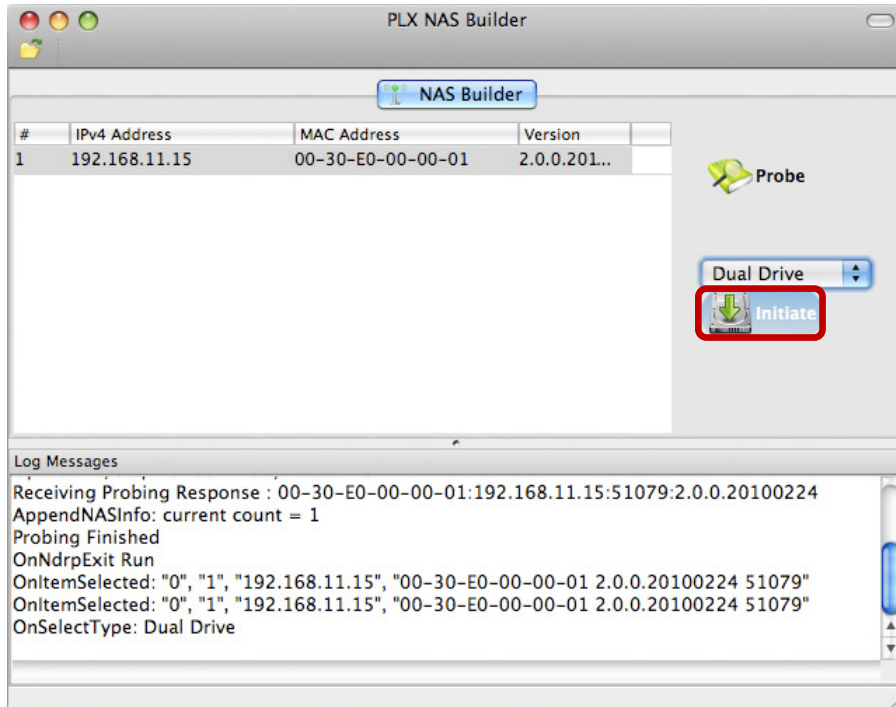 PLX NAS Builder
NAS Builder
# IPv4 Address MAC Address Version
1 192.168.11.15 00-30-E0-00-00-01 2.0.0.201...
Probe
Dual Drive
Initiate
Log Messages
Receiving Probing Response : 00-30-E0-00-00-01:192.168.11.15:51079:2.0.0.20100224
AppendNASInfo: current count = 1
Probing Finished
OnNdrpExit Run
OnItemSelected: "0", "1", "192.168.11.15", "00-30-E0-00-00-01 2.0.0.20100224 51079"
OnItemSelected: "0", "1", "192.168.11.15", "00-30-E0-00-00-01 2.0.0.20100224 51079"
OnSelectType: Dual Drive